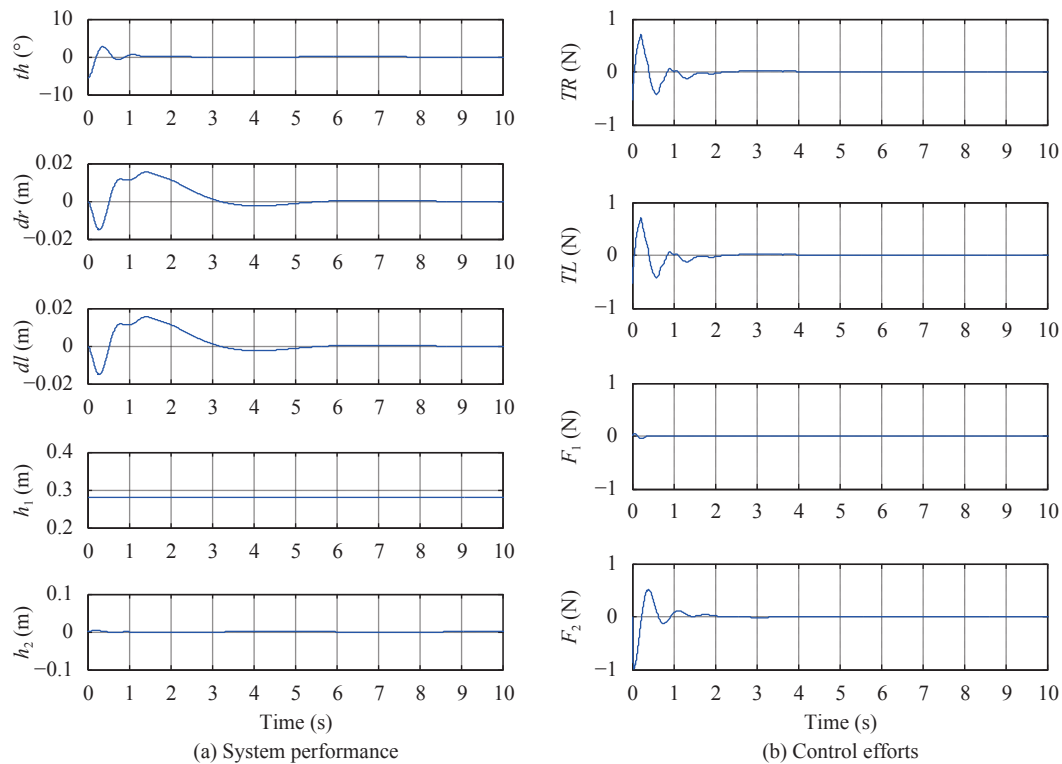 10
0
−10
th (°)
0 1 2 3 4 5 6 7 8 9 10
0.02
0
−0.02
dr (m)
0 1 2 3 4 5 6 7 8 9 10
0.02
0
−0.02
dl (m)
0 1 2 3 4 5 6 7 8 9 10
0.4
0.3
0.2
h1 (m)
0 1 2 3 4 5 6 7 8 9 10
0.1
0
−0.1
h2 (m)
0 1 2 3 4 5 6 7 8 9 10
Time (s)
(a) System performance
1
0
−1
TR (N)
0 1 2 3 4 5 6 7 8 9 10
1
0
−1
TL (N)
0 1 2 3 4 5 6 7 8 9 10
1
0
−1
F1 (N)
0 1 2 3 4 5 6 7 8 9 10
1
0
−1
F2 (N)
0 1 2 3 4 5 6 7 8 9 10
Time (s)
(b) Control efforts